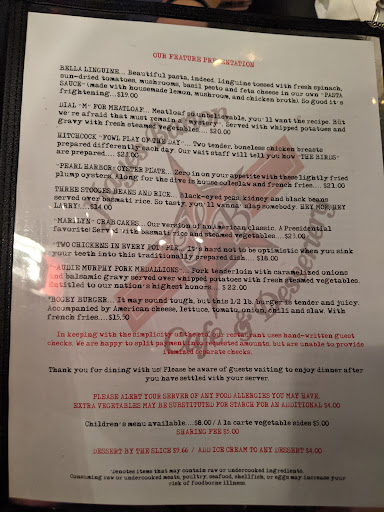 OUR FEATURE PRESENTATION
BELLA LINGUINE... Beautiful pasta, indeed. Linguine tossed with fresh spinach,
sun-dried tomatoes, mushrooms, basil pesto and feta cheese in our own "PASTA
SAUCE" (made with housemade lemon, mushroom, and chicken broth). So good it's
frightening....$19.00
DIAL "M" FOR MEATLOAF... Meatloaf so unbelievable, you'll want the recipe. But
we're afraid that must remain a mystery. Served with whipped potatoes and
gravy with fresh steamed vegetables.... $20.00
HITCHCOCK "FOWL PLAY OF THE DAY"... Two tender, boneless chicken breasts
prepared differently each day. Our wait staff will tell you how "THE BIRDS"
are prepared.... $22.00
*PEARL HARBOR OYSTER PLATE... Zero in on your appetite with these lightly fried
plump oysters. Along for the dive is house coleslaw and french fries.... $21.00
THREE STOOGES BEANS AND RICE... Black-eyed peas, kidney and black beans
served over basmati rice. So tasty, you'll wanna slap somebody. HEY, MOE! HEY
LARRY!....$14.00
"MARILYN" CRABCAKES... Our version of an American classic. A Presidential
favorite! Served with basmati rice and steamed vegetables... $25.00
"TWO CHICKENS IN EVERY POT" PIE... It's hard not to be optimistic when you sink
your teeth into this traditionally prepared dish.... $18.00
*AUDIE MURPHY PORK MEDALLIONS... Pork tenderloin with caramelized onions
and balsamic gravy served over whipped potatoes with fresh steamed vegetables.
Entitled to our nation's highest honors.... $22.00
*BOGEY BURGER... It may sound tough, but this 1/2 lb. burger is tender and juicy.
Accompanied by American cheese, lettuce, tomato, onion, chili and slaw. With
french fries....$15.50
In keeping with the simplicity of the era, our restaurant uses hand-written guest
checks. We are happy to split payment in requested amounts, but are unable to provide
itemized separate checks.
Thank you for dining with us! Please be aware of guests waiting to enjoy dinner after
you have settled with your server.
PLEASE ALERT YOUR SERVER OF ANY FOOD ALLERGIES YOU MAY HAVE.
EXTRA VEGETABLES MAY BE SUBSTITUTED FOR STARCH FOR AN ADDITIONAL $4.00
Children's menu available....$8.00 / A la carte vegetable sides $5.00
SHARING FEE $5.00
DESSERT BY THE SLICE $7.66 / ADD ICE CREAM TO ANY DESSERT $4.00
*Denotes items that may contain raw or undercooked ingredients.
Consuming raw or undercooked meats, poultry, seafood, shellfish, or eggs may increase your
risk of foodborne illness.
Cafe & Desserts